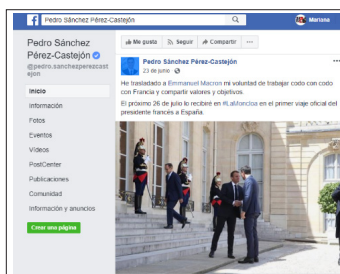 Pedro Sánchez Pérez-Castejón
Mariana
Pedro Sánchez
Pérez-Castejón
@pedro.sanchezperezcast
ejon
Inicio
Información
Fotos
Eventos
Vídeos
PostCenter
Publicaciones
Comunidad
Información y anuncios
Crear una página
Me gusta Seguir Compartir ...
Pedro Sánchez Pérez-Castejón
23 de junio
He trasladado a Emmanuel Macron mi voluntad de trabajar codo con codo
con Francia y compartir valores y objetivos.
El próximo 26 de julio lo recibiré en #LaMoncloa en el primer viaje oficial del
presidente francés a España.